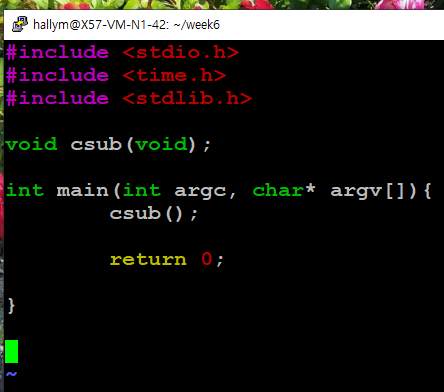 hallym@X57-VM-N1-42: ~/week6
#include <stdio.h>
#include <time.h>
#include <stdlib.h>
void csub(void);
int main(int argc, char* argv[]){
        csub();
        return 0;
}
~